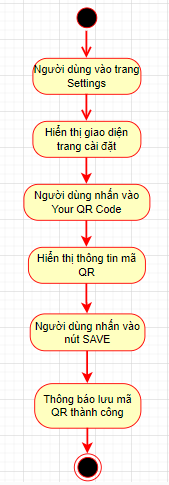 Người dùng vào trang
Settings
Hiển thị giao diện
trang cài đặt
Người dùng nhấn vào
Your QR Code
Hiển thị thông tin mã
QR
Người dùng nhấn vào
nút SAVE
Thông báo lưu mã
QR thành công